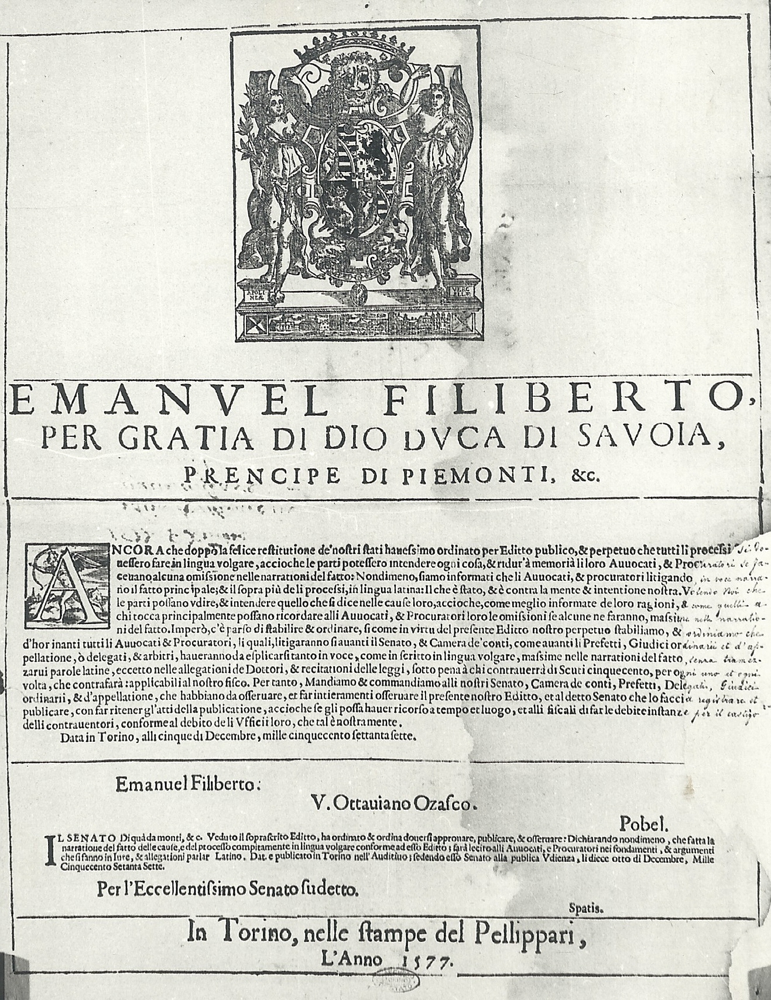 APOLI
NEÆ
VERC
ELLÆ
EMANVEL FILIBERTO,
PER GRATIA DI DIO DVCA DI SAVOIA,
PRENCIPE DI PIEMONTI, &c.
ANCORA che doppò la felice reſtitutione de' noſtri ſtati haueſsimo ordinato per Editto publico, & perpetuo che tutti li proceſsi si do-
ueſſero fare in lingua volgare, accioche le parti poteſſero intendere ogni coſa, & ridur' à memoria li loro Auuocati, & Procuratori se fa-
ceuano alcuna omiſsione nelle narrationi del fatto: Nondimeno, ſiamo informati che li Auuocati, & procuratori litigando, in voce narra-
no il fatto principale; & il ſopra più de li proceſsi, in lingua latina: Il che è ſtato, & è contra la mente & intentione noſtra. Volendo Noi che
le parti poſſano vdire, & intendere quello che ſi dice nelle cauſe loro, accioche, come meglio informate de loro ragioni, & come quelli a
chi tocca principalmente poſſano ricordare alli Auuocati, & Procuratori loro le omiſsioni ſe alcune ne faranno, maſsime nelle narratio-
ni del fatto. Imperò, c'è parſo di ſtabilire & ordinare, ſi come in virtu del preſente Editto noſtro perpetuo ſtabiliamo, & ordiniamo che
d'hor inanti tutti li Auuocati & Procuratori, li quali, litigaranno ſi auanti il Senato, & Camera de' conti, come auanti li Prefetti, Giudici ordinarii et d'ap-
pellatione, ò delegati, & arbitri, haueranno da eſplicarſi tanto in voce, come in ſcritto in lingua volgare, maſsime nelle narrationi del fatto, senza tramez-
zarui parole latine, eccetto nelle allegationi de Dottori, & recitationi delle leggi, ſotto pena à chi contrauerrà di Scuti cinquecento, per ogni uno et ogni
volta, che contrafarà: applicabili al noſtro fiſco. Per tanto, Mandiamo & commandiamo alli noſtri Senato, Camera de conti, Prefetti, Delegati, Giudici
ordinarii, & d'appellatione, che habbiano da oſſeruare, et far intieramenti oſſeruare il preſente noſtro Editto, et al detto Senato che lo faccia registrare et
publicare, con far ritener gl'atti della publicatione, accioche ſe gli poſſa hauer ricorſo a tempo et luogo, et alli fiſcali di far le debite inſtanze per il castigo
delli contrauentori, conforme al debito de li Vfficii loro, che tal è noſtra mente.
Data in Torino, alli cinque di Decembre, mille cinquecento ſettanta ſette.
Emanuel Filiberto.
V. Ottauiano Ozaſco.
Pobel.
IL SENATO Di quà da monti, & c. Veduto il ſopraſcrito Editto, ha ordinato & ordina douerſi approuare, publicare, & oſſeruare: Dichiarando nondimeno, che fatta la
narratione del fatto delle cauſe, e del proceſſo compitamente in lingua volgare conforme ad eſſo Editto; ſarà lecito alli Auuocati, e Procuratori nei fondamenti, & argumenti
che ſi fanno in Iure, & allegationi parlar Latino. Dat. e publicato in Torino nell' Auditiuo; ſedendo eſſo Senato alla publica Vdienza, li diece otto di Decembre, Mille
Cinquecento Setanta Sette.
Per l'Eccellentiſsimo Senato ſudetto.
Spatis.
In Torino, nelle ſtampe del Pellippari,
L'Anno 1577.